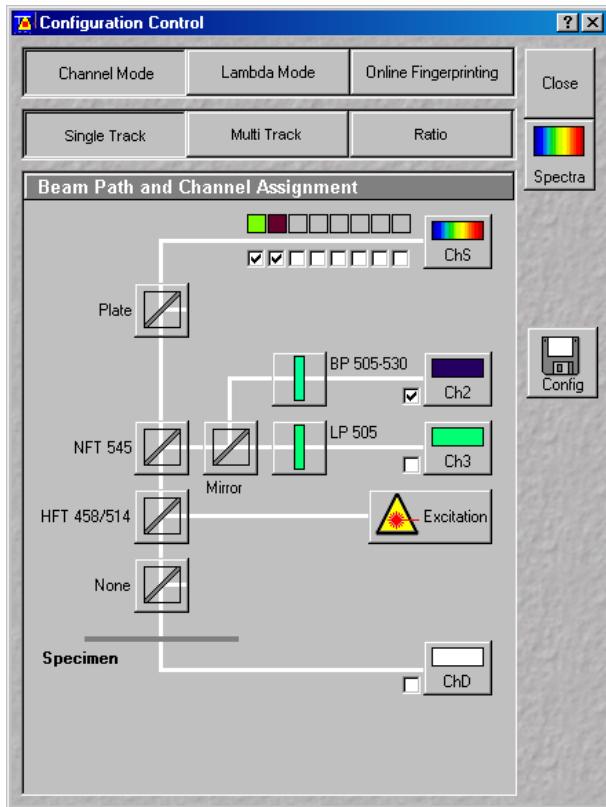 Configuration Control
Channel Mode
Lambda Mode
Online Fingerprinting
Close
Single Track
Multi Track
Ratio
Spectra
Beam Path and Channel Assignment
ChS
Plate
BP 505-530
Ch2
Config
NFT 545
LP 505
Ch3
Mirror
HFT 458/514
Excitation
None
Specimen
ChD